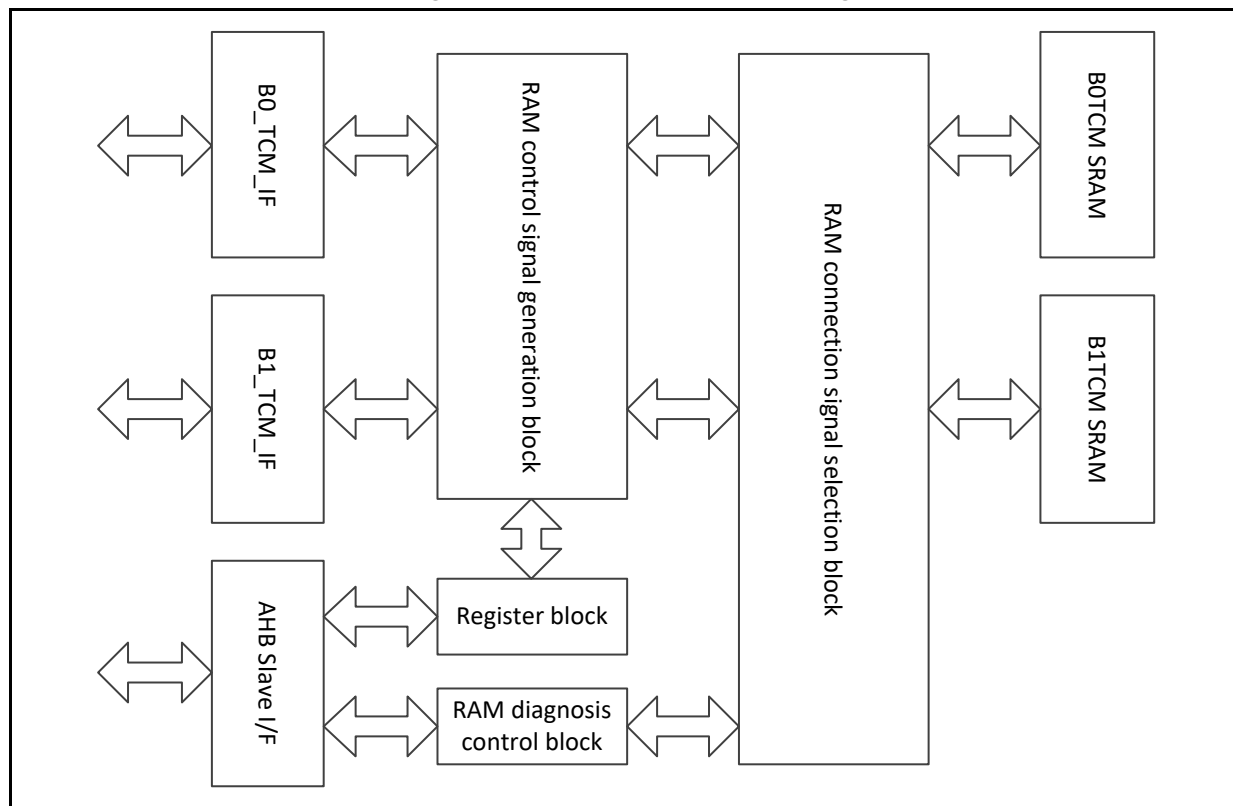 B0_TCM_IF
RAM control signal generation block
RAM connection signal selection block
B0TCM SRAM
B1_TCM_IF
B1TCM SRAM
AHB Slave I/F
Register block
RAM diagnosis
control block